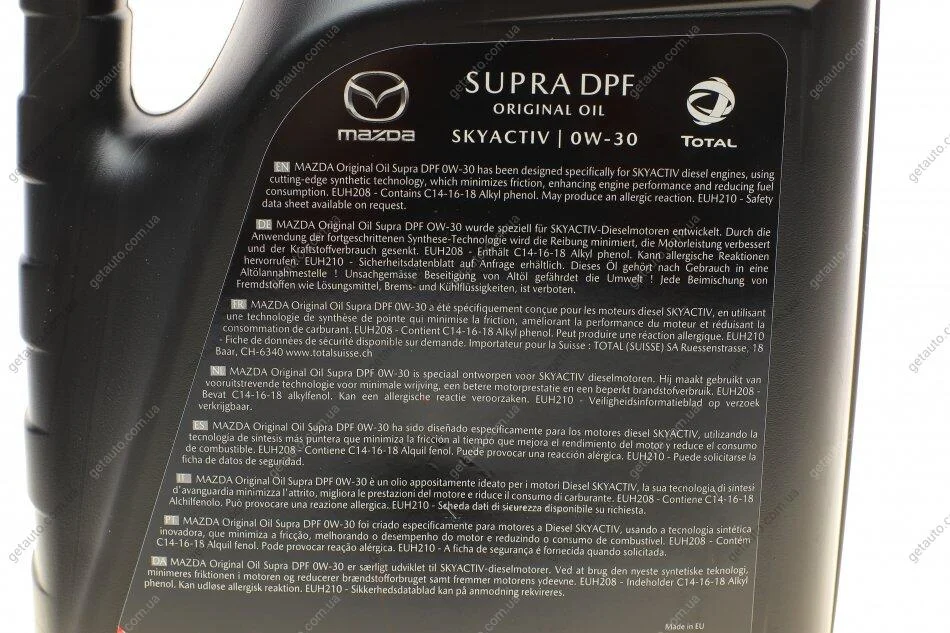 SUPRA DPF
ORIGINAL OIL
SKYACTIV | 0W-30
mazda
TOTAL
EN MAZDA Original Oil Supra DPF 0W-30 has been designed specifically for SKYACTIV diesel engines, using
cutting-edge synthetic technology, which minimizes friction, enhancing engine performance and reducing fuel
consumption. EUH208 - Contains C14-16-18 Alkyl phenol. May produce an allergic reaction. EUH210 - Safety
data sheet available on request.
DE MAZDA Original Oil Supra DPF 0W-30 wurde speziell für SKYACTIV-Dieselmotoren entwickelt. Durch die
Anwendung der fortgeschrittenen Synthese-Technologie wird die Reibung minimiert, die Motorleistung verbessert
und der Kraftstoffverbrauch gesenkt. EUH208 - Enthält C14-16-18 Alkyl phenol. Kann allergische Reaktionen
hervorrufen. EUH210 - Sicherheitsdatenblatt auf Anfrage erhältlich. Dieses Öl gehört nach Gebrauch in eine
Altölannahmestelle ! Unsachgemässe Beseitigung von Altöl gefährdet die Umwelt ! Jede Beimischung von
Fremdstoffen wie Lösungsmittel, Brems- und Kühlflüssigkeiten, ist verboten.
FR MAZDA Original Oil Supra DPF 0W-30 a été spécifiquement conçue pour les moteurs diesel SKYACTIV, en utilisant
une technologie de synthèse de pointe qui minimise la friction, améliorant la performance du moteur et réduisant la
consommation de carburant. EUH208 - Contient C14-16-18 Alkyl phenol. Peut produire une réaction allergique. EUH210
- Fiche de données de sécurité disponible sur demande. Importateur pour la Suisse : TOTAL (SUISSE) SA Ruessenstrasse, 18
Baar, CH-6340 www.totalsuisse.ch
NL MAZDA Original Oil Supra DPF 0W-30 is speciaal ontworpen voor SKYACTIV dieselmotoren. Hij maakt gebruikt van
vooruitstrevende technologie voor minimale wrijving, een betere motorprestatie en een beperkt brandstofverbruik. EUH208 -
Bevat C14-16-18 alkylfenol. Kan een allergische reactie veroorzaken. EUH210 - Veiligheidsinformatieblad op verzoek
verkrijgbaar.
ES MAZDA Original Oil Supra DPF 0W-30 ha sido diseñado especificamente para los motores diesel SKYACTIV, utilizando la
tecnologia de sintesis más puntera que minimiza la fricción al tiempo que mejora el rendimiento del motor y reduce el consumo
de combustible. EUH208 - Contiene C14-16-18 Alquil fenol. Puede provocar una reacción alérgica. EUH210 - Puede solicitarse la
ficha de datos de seguridad.
IT MAZDA Original Oil Supra DPF 0W-30 è un olio appositamente ideato per i motori Diesel SKYACTIV, la sua tecnologia di sintesi
d'avanguardia minimizza l'attrito, migliora le prestazioni del motore e riduce il consumo di carburante. EUH208 - Contiene C14-16-18
Alchilfenolo. Può provocare una reazione allergica. EUH210 - Scheda dati di sicurezza disponibile su richiesta.
PT MAZDA Original Oil Supra DPF 0W-30 foi criado especificamente para motores a Diesel SKYACTIV, usando a tecnologia sintética
inovadora, que minimiza a fricção, melhorando o desempenho do motor e reduzindo o consumo de combustível. EUH208 - Contém
C14-16-18 Alquil fenol. Pode provocar reação alérgica. EUH210 - A ficha de segurança é fornecida quando solicitada.
DA MAZDA Original Oil Supra DPF 0W-30 er særligt udviklet til SKYACTIV-dieselmotorer. Ved at brug den nyeste syntetiske teknologi,
minimeres friktionen i motoren og reducerer brændstofforbruget samt fremmer motorens ydeevne. EUH208 - Indeholder C14-16-18 Alkyl
phenol. Kan udløse allergisk reaktion. EUH210 - Sikkerhedsdatablad kan på anmodning rekvireres.
Made in EU
getauto.com.ua